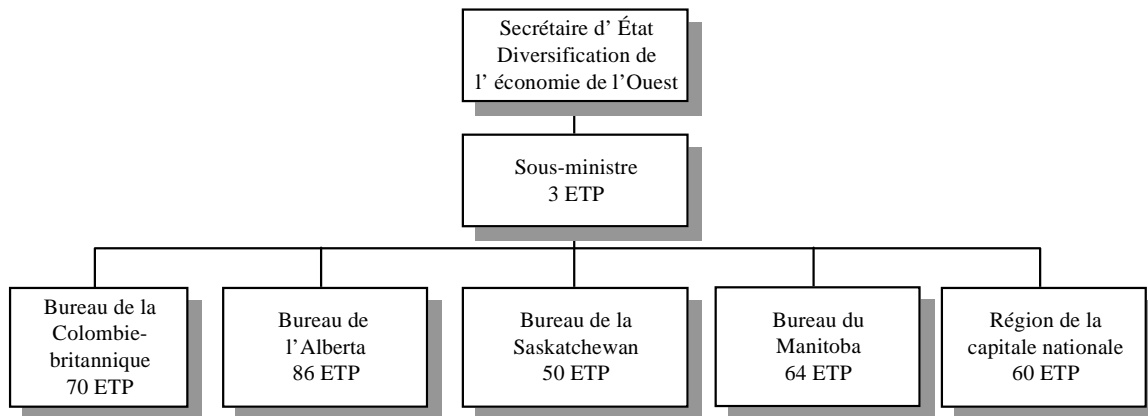 Secrétaire d' État
Diversification de
l' économie de l'Ouest
Sous-ministre
3 ETP
Bureau de la
Colombie-
britannique
70 ETP
Bureau de
l'Alberta
86 ETP
Bureau de la
Saskatchewan
50 ETP
Bureau du
Manitoba
64 ETP
Région de la
capitale nationale
60 ETP